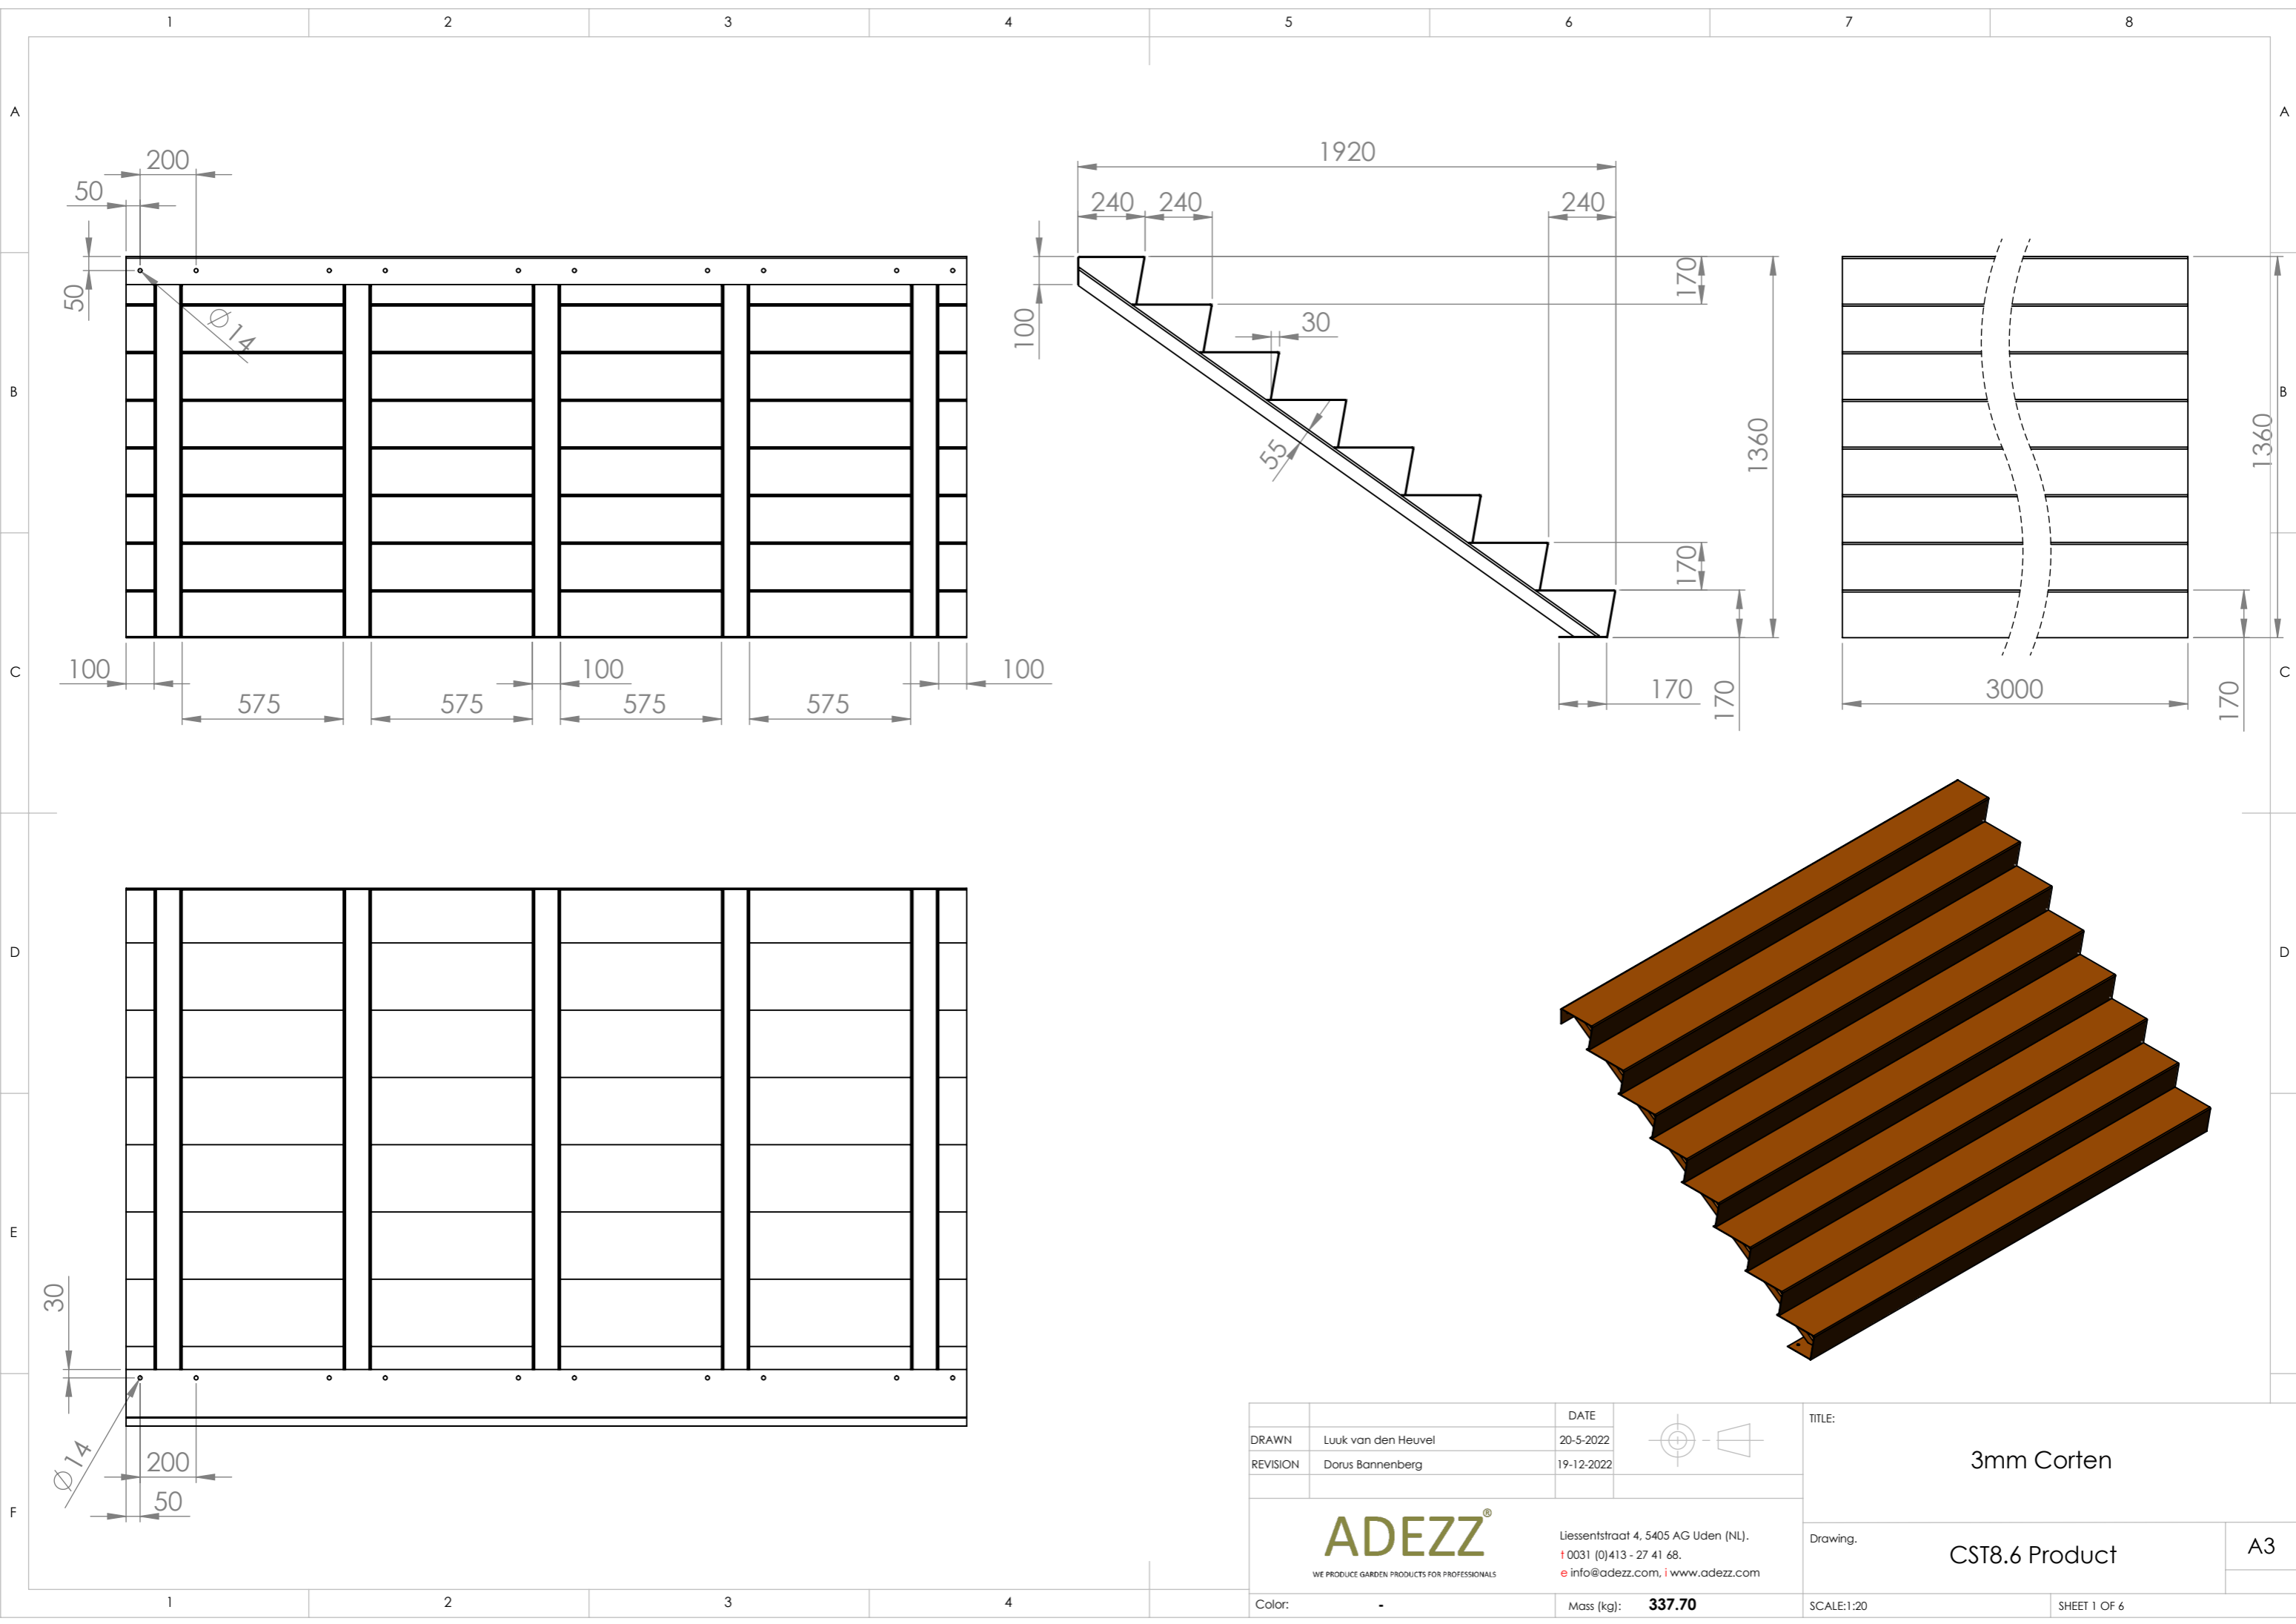 1 2 3 4 5 6 7 8
A A
B B
C C
D D
E
F
200
50
50
Ø14
100
575
575
100
575
575
100
1920
240 240 240
100
30
55
170
1360
170
170
170
1360
3000
170
30
Ø14
200
50
DATE
DRAWN Luuk van den Heuvel 20-5-2022
REVISION Dorus Bannenberg 19-12-2022
TITLE:
3mm Corten
ADEZZ®
WE PRODUCE GARDEN PRODUCTS FOR PROFESSIONALS
Liessentstraat 4, 5405 AG Uden (NL).
t 0031 (0)413 - 27 41 68.
e info@adezz.com, i www.adezz.com
Drawing.
CST8.6 Product
A3
Color: -
Mass (kg): 337.70
SCALE:1:20
SHEET 1 OF 6
1 2 3 4